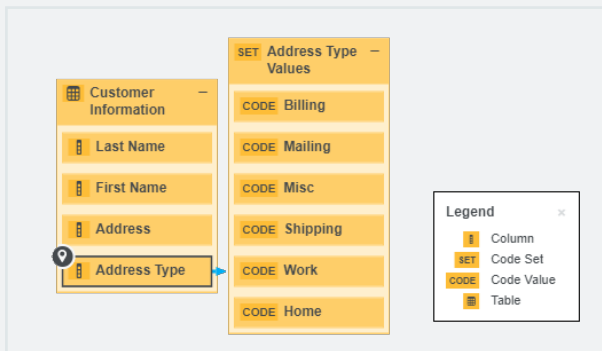 Customer
Information
Last Name
First Name
Address
Address Type
SET Address Type
Values
CODE Billing
CODE Mailing
CODE Misc
CODE Shipping
CODE Work
CODE Home
Legend ×
Column
SET Code Set
CODE Code Value
Table